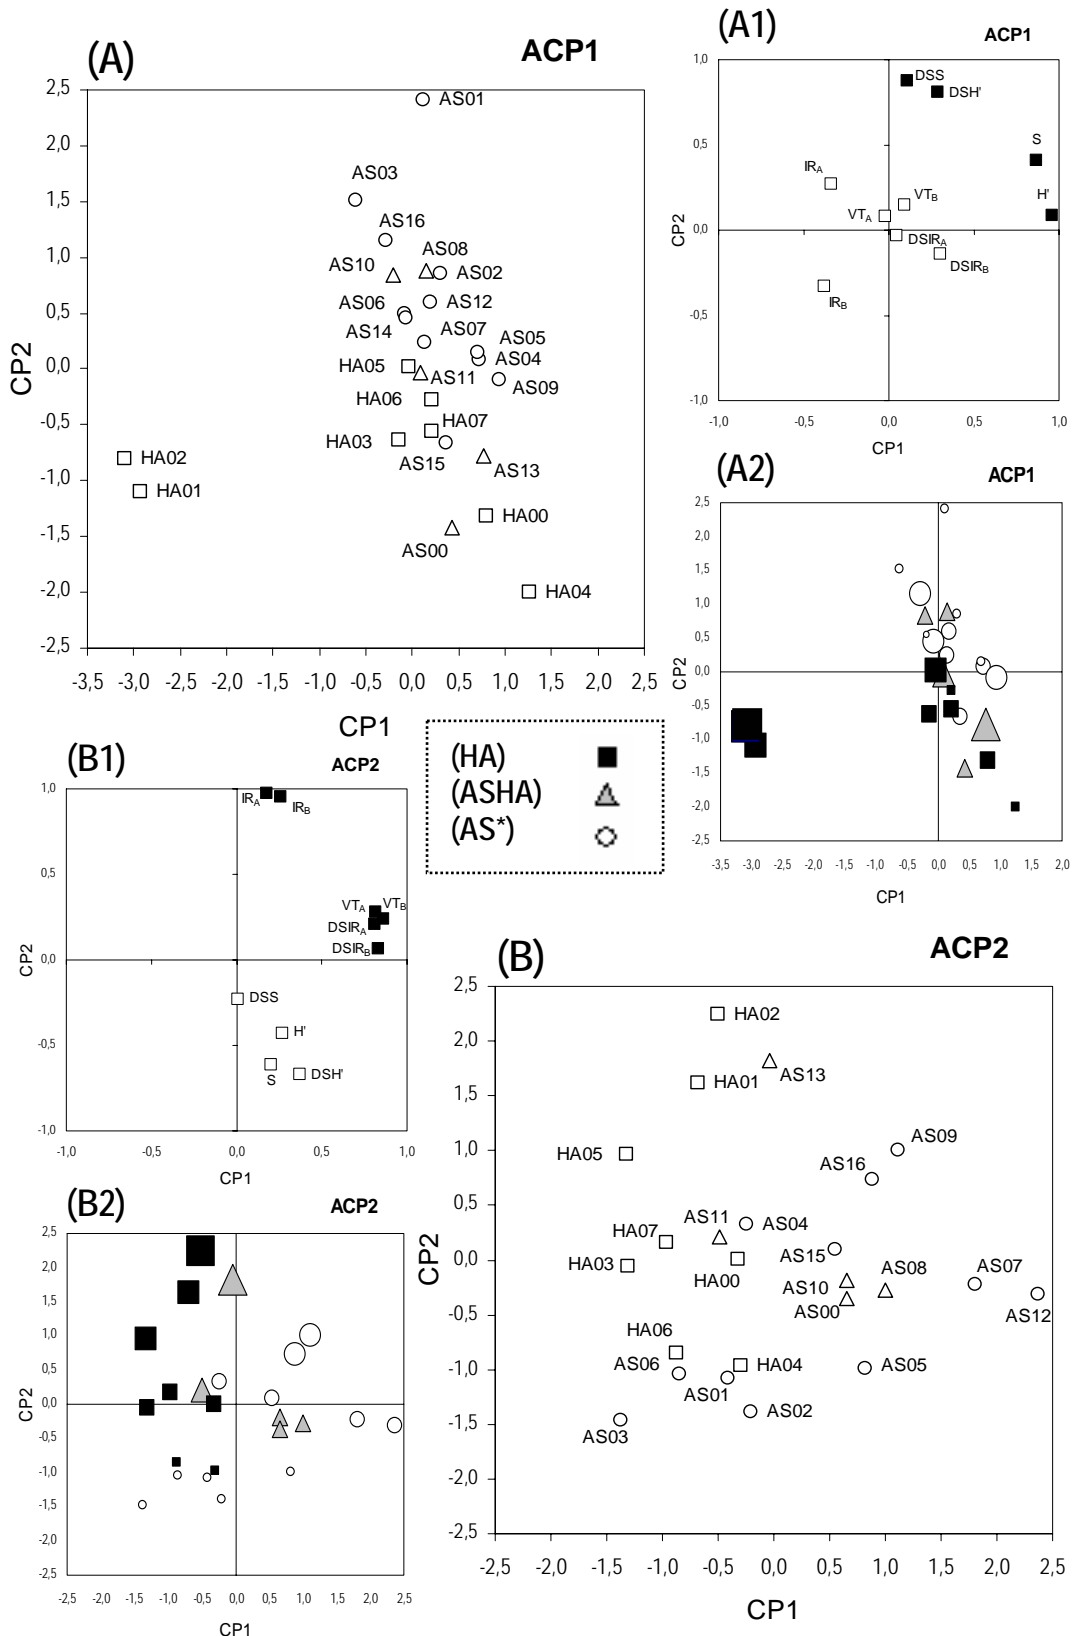 (A)
ACP1
2,5
2,0
1,5
1,0
0,5
0,0
-0,5
-1,0
-1,5
-2,0
-2,5
CP2
AS01
AS03
AS16
AS08
AS10
AS02
AS06
AS12
AS14
AS07
AS05
HA05
AS04
AS11
AS09
HA06
HA07
HA03
AS15
AS13
HA02
HA01
HA00
AS00
HA04
-3,5 -3,0 -2,5 -2,0 -1,5 -1,0 -0,5 0,0 0,5 1,0 1,5 2,0 2,5
CP1
(A1)
ACP1
1,0
0,5
0,0
-0,5
-1,0
CP2
DSS
DSH'
S
IRA
H'
VTB
VTA
DSIRA
DSIRB
IRB
-1,0 -0,5 0,0 0,5 1,0
CP1
(A2)
ACP1
2,5
2,0
1,5
1,0
0,5
0,0
-0,5
-1,0
-1,5
-2,0
-2,5
CP2
-3,5 -3,0 -2,5 -2,0 -1,5 -1,0 -0,5 0,0 0,5 1,0 1,5 2,0
CP1
(HA)
(ASHA)
(AS*)
(B1)
ACP2
1,0
0,5
0,0
-0,5
-1,0
CP2
IRA
IRB
VTA
VTB
DSIRA
DSIRB
DSS
H'
S
DSH'
-1,0 -0,5 0,0 0,5 1,0
CP1
(B2)
ACP2
2,5
2,0
1,5
1,0
0,5
0,0
-0,5
-1,0
-1,5
-2,0
-2,5
CP2
-2,5 -2,0 -1,5 -1,0 -0,5 0,0 0,5 1,0 1,5 2,0 2,5
CP1
(B)
ACP2
2,5
2,0
1,5
1,0
0,5
0,0
-0,5
-1,0
-1,5
-2,0
-2,5
CP2
HA02
AS13
HA01
AS09
HA05
AS16
AS11
AS04
HA07
AS15
HA03
HA00
AS08
AS07
AS10
AS00
AS12
HA06
AS06
HA04
AS05
AS01
AS02
AS03
-2,5 -2,0 -1,5 -1,0 -0,5 0,0 0,5 1,0 1,5 2,0 2,5
CP1